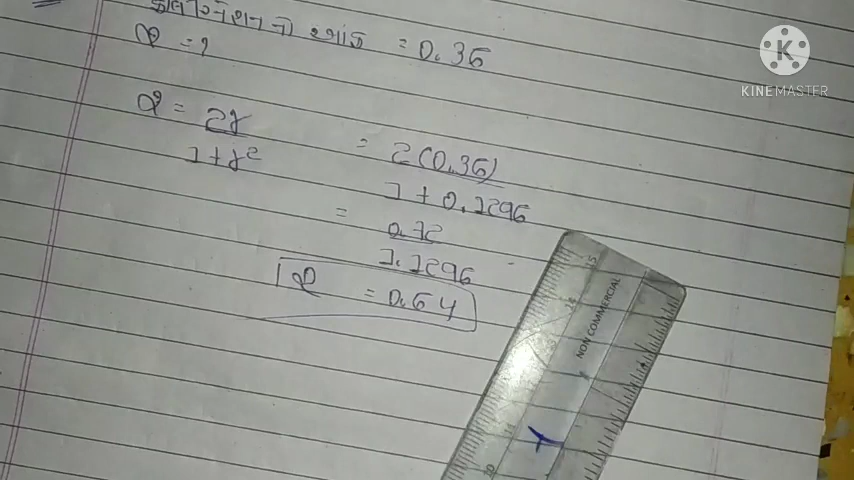 = 0.36
Q = ?
Q = 2γ / 1 + γ²
= 2(0.36) / 1 + 0.1296
= 0.72 / 1.1296
Q = 0.64
KINEMASTER
NON COMMERCIAL
15